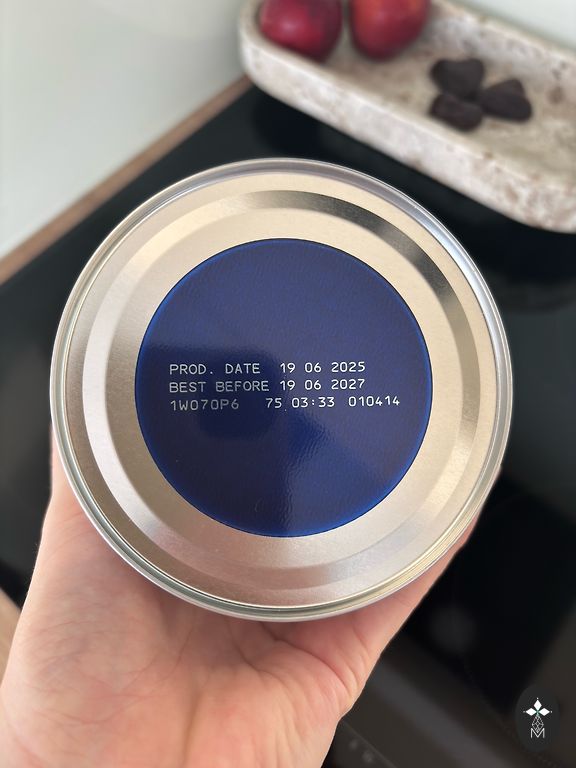 PROD. DATE 19 06 2025
BEST BEFORE 19 06 2027
1W070P6 75 03:33 010414
M